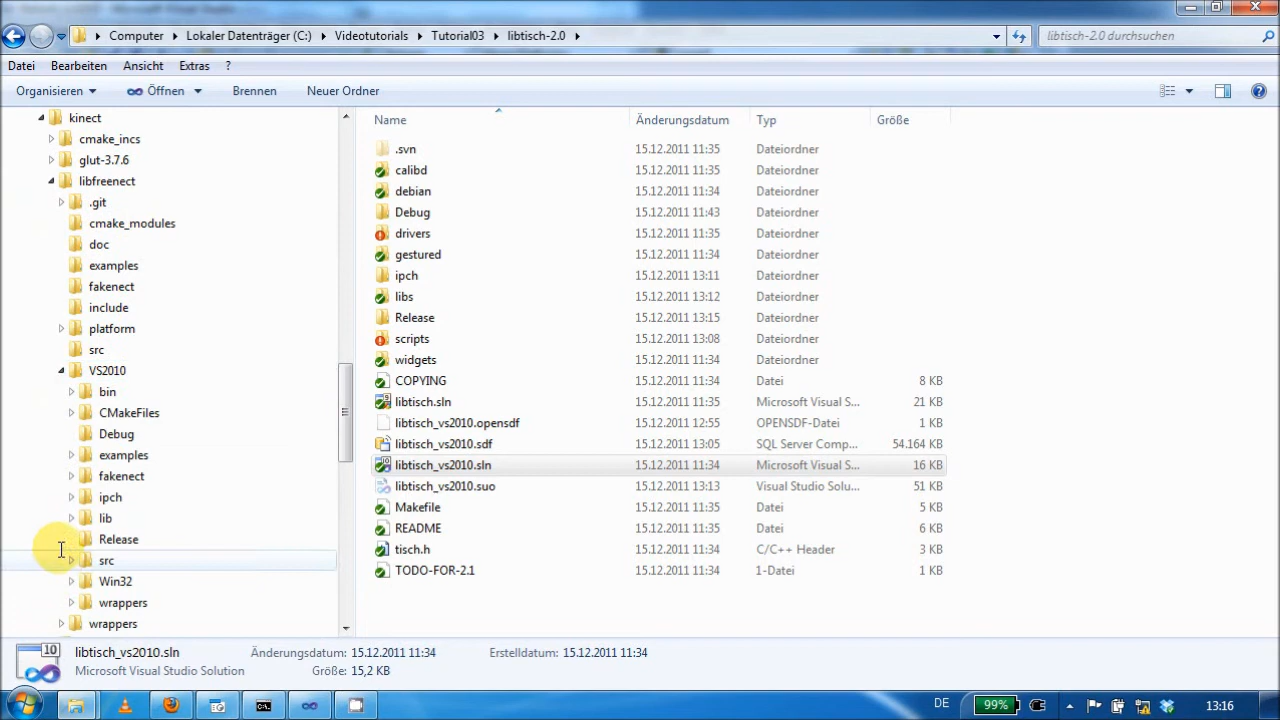 Computer Lokaler Datenträger (C:) Videotutorials Tutorial03 libtisch-2.0 libtisch-2.0 durchsuchen
Datei Bearbeiten Ansicht Extras ?
Organisieren Öffnen Brennen Neuer Ordner
kinect
cmake_incs
glut-3.7.6
libfreenect
.git
cmake_modules
doc
examples
fakenect
include
platform
src
VS2010
bin
CMakeFiles
Debug
examples
fakenect
ipch
lib
Release
src
Win32
wrappers
wrappers
Name Änderungsdatum Typ Größe
.svn 15.12.2011 11:35 Dateiordner
calibd 15.12.2011 11:35 Dateiordner
debian 15.12.2011 11:34 Dateiordner
Debug 15.12.2011 11:43 Dateiordner
drivers 15.12.2011 11:35 Dateiordner
gestured 15.12.2011 11:34 Dateiordner
ipch 15.12.2011 13:11 Dateiordner
libs 15.12.2011 13:12 Dateiordner
Release 15.12.2011 13:15 Dateiordner
scripts 15.12.2011 13:08 Dateiordner
widgets 15.12.2011 11:34 Dateiordner
COPYING 15.12.2011 11:34 Datei 8 KB
libtisch.sln 15.12.2011 11:34 Microsoft Visual S... 21 KB
libtisch_vs2010.opensdf 15.12.2011 12:55 OPENSDF-Datei 1 KB
libtisch_vs2010.sdf 15.12.2011 13:05 SQL Server Comp... 54.164 KB
libtisch_vs2010.sln 15.12.2011 11:34 Microsoft Visual S... 16 KB
libtisch_vs2010.suo 15.12.2011 13:13 Visual Studio Solu... 51 KB
Makefile 15.12.2011 11:34 Datei 5 KB
README 15.12.2011 11:34 Datei 2 KB
tisch.h 15.12.2011 11:34 C/C++ Header 3 KB
TODO-FOR-2.1 15.12.2011 11:34 1-Datei 1 KB
10
libtisch_vs2010.sln Änderungsdatum: 15.12.2011 11:34 Erstelldatum: 15.12.2011 11:34
Microsoft Visual Studio Solution Größe: 15,2 KB
DE 99% 13:16